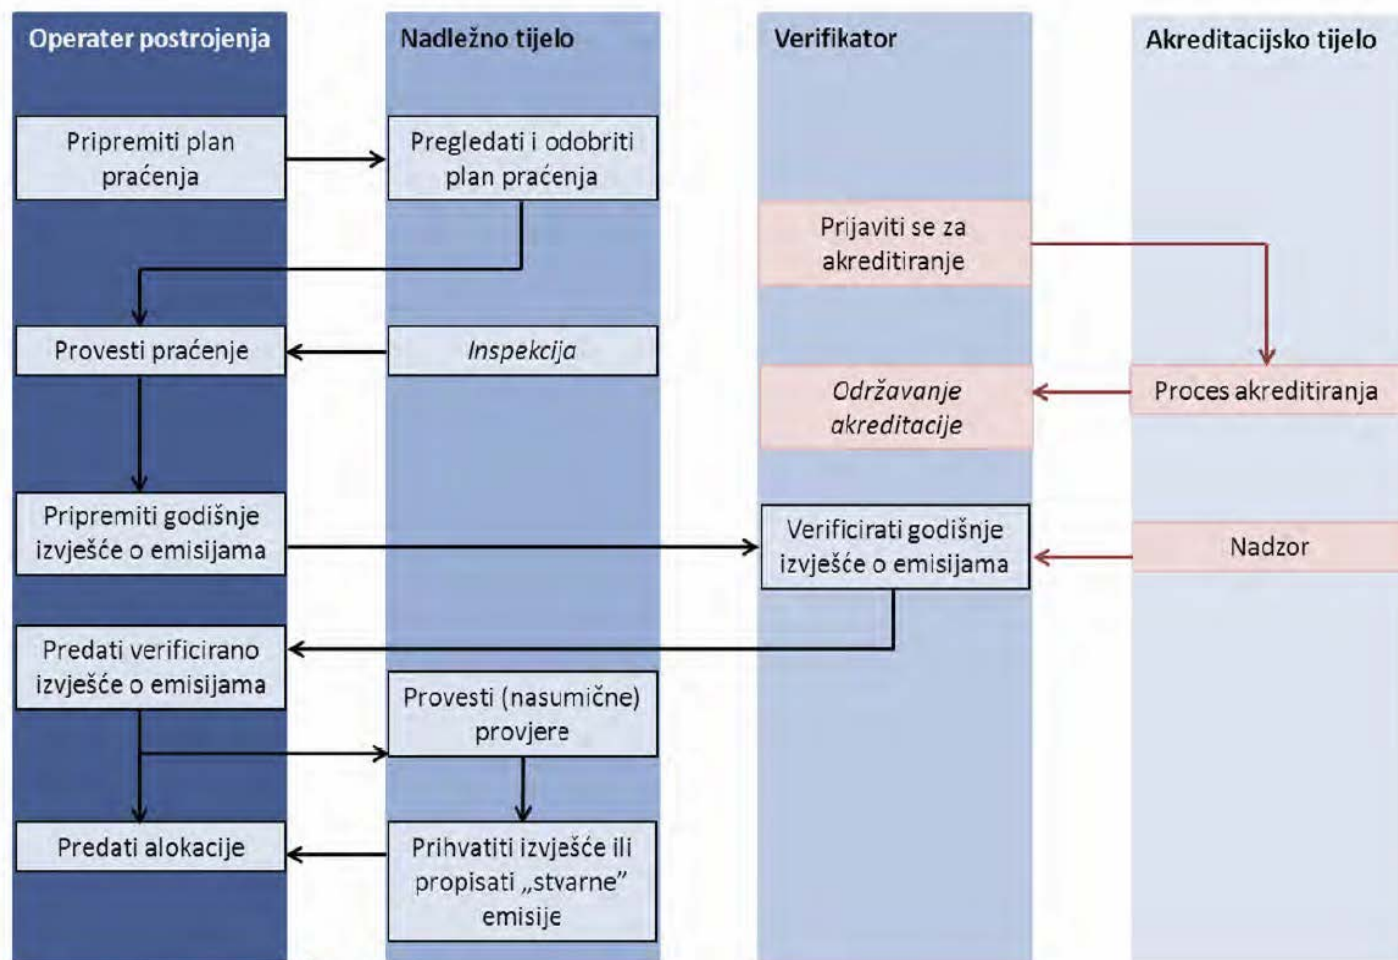 Operater postrojenja
Nadležno tijelo
Verifikator
Akreditacijsko tijelo
Pripremiti plan
praćenja
Pregledati i odobriti
plan praćenja
Prijaviti se za
akreditiranje
Provesti praćenje
Inspekcija
Održavanje
akreditacije
Proces akreditiranja
Pripremiti godišnje
izvješće o emisijama
Verificirati godišnje
izvješće o emisijama
Nadzor
Predati verificirano
izvješće o emisijama
Provesti (nasumične)
provjere
Predati alokacije
Prihvatiti izvješće ili
propisati „stvarne”
emisije